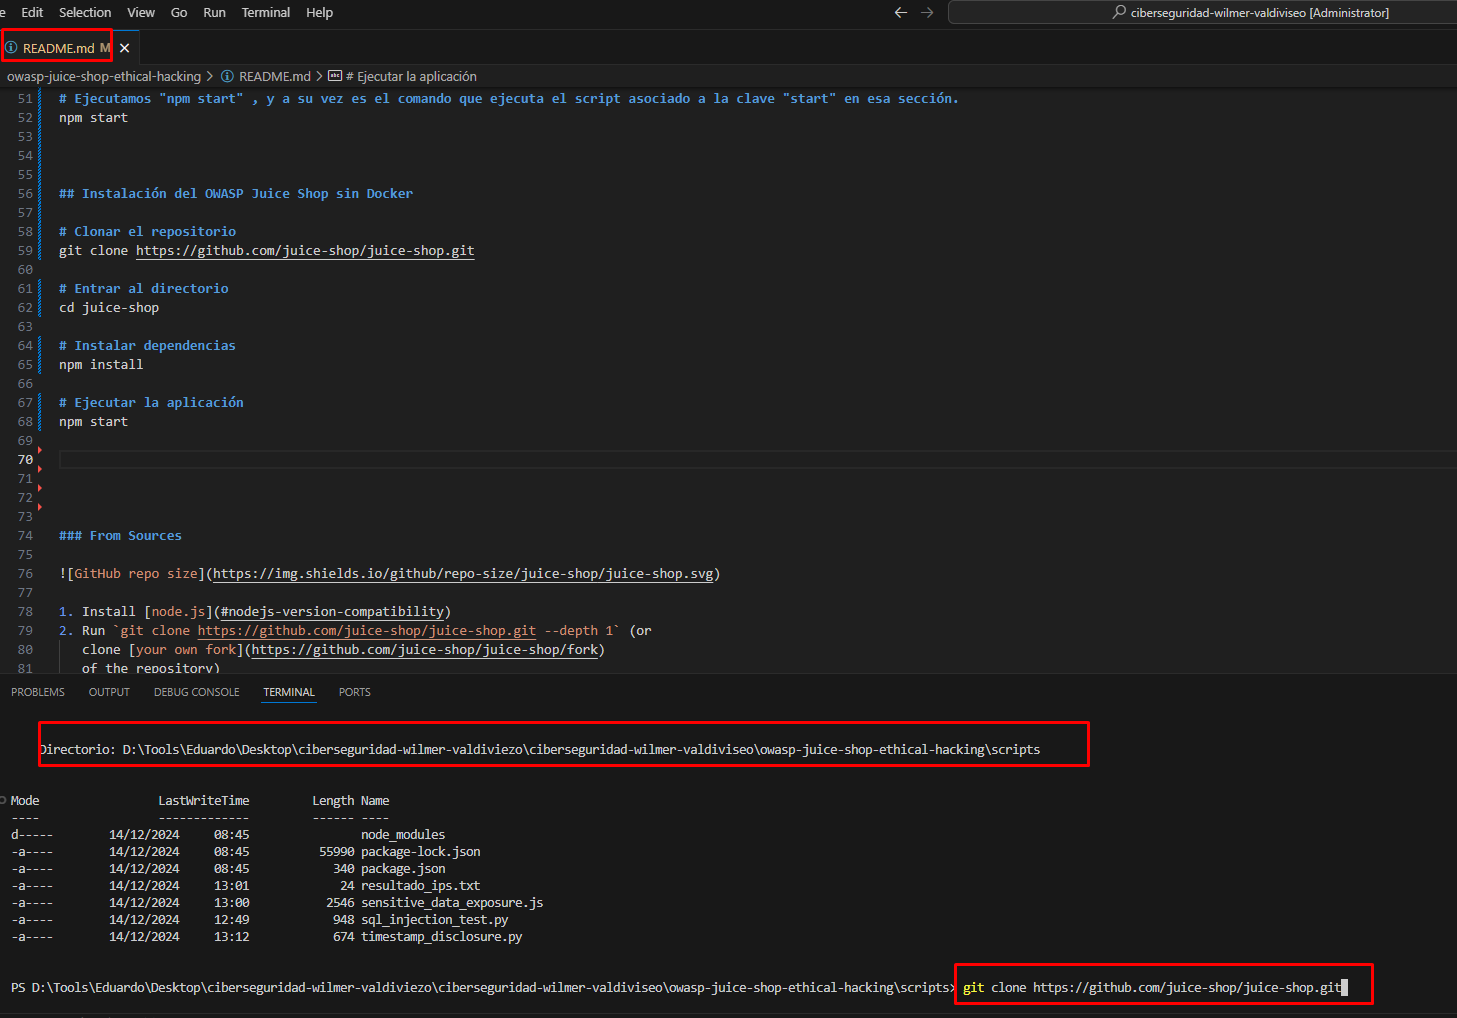 e Edit Selection View Go Run Terminal Help
ciberseguridad-wilmer-valdiviseo [Administrator]
README.md M
owasp-juice-shop-ethical-hacking > README.md > # Ejecutar la aplicación
51 # Ejecutamos "npm start" , y a su vez es el comando que ejecuta el script asociado a la clave "start" en esa sección.
52 npm start
53
54
55
56 ## Instalación del OWASP Juice Shop sin Docker
57
58 # Clonar el repositorio
59 git clone https://github.com/juice-shop/juice-shop.git
60
61 # Entrar al directorio
62 cd juice-shop
63
64 # Instalar dependencias
65 npm install
66
67 # Ejecutar la aplicación
68 npm start
69
70
71
72
73
74 ### From Sources
75
76 ![GitHub repo size](https://img.shields.io/github/repo-size/juice-shop/juice-shop.svg)
77
78 1. Install [node.js](#nodejs-version-compatibility)
79 2. Run `git clone https://github.com/juice-shop/juice-shop.git --depth 1` (or
80 clone [your own fork](https://github.com/juice-shop/juice-shop/fork)
81 of the repository)
PROBLEMS OUTPUT DEBUG CONSOLE TERMINAL PORTS
Directorio: D:\Tools\Eduardo\Desktop\ciberseguridad-wilmer-valdiviezo\ciberseguridad-wilmer-valdiviseo\owasp-juice-shop-ethical-hacking\scripts
Mode LastWriteTime Length Name
---- ------------- ------ ----
d----- 14/12/2024 08:45 node_modules
-a---- 14/12/2024 08:45 55990 package-lock.json
-a---- 14/12/2024 08:45 340 package.json
-a---- 14/12/2024 13:01 24 resultado_ips.txt
-a---- 14/12/2024 13:00 2546 sensitive_data_exposure.js
-a---- 14/12/2024 12:49 948 sql_injection_test.py
-a---- 14/12/2024 13:12 674 timestamp_disclosure.py
PS D:\Tools\Eduardo\Desktop\ciberseguridad-wilmer-valdiviezo\ciberseguridad-wilmer-valdiviseo\owasp-juice-shop-ethical-hacking\scripts> git clone https://github.com/juice-shop/juice-shop.git